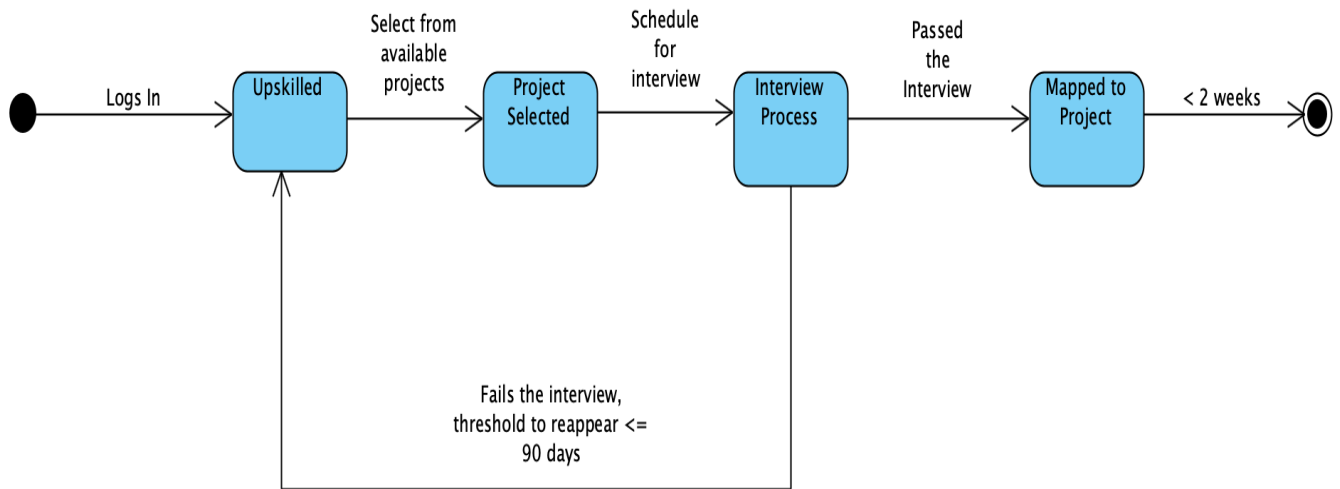 Logs In
Upskilled
Select from
available
projects
Project
Selected
Schedule
for
interview
Interview
Process
Passed
the
Interview
Mapped to
Project
< 2 weeks
Fails the interview,
threshold to reappear <=
90 days